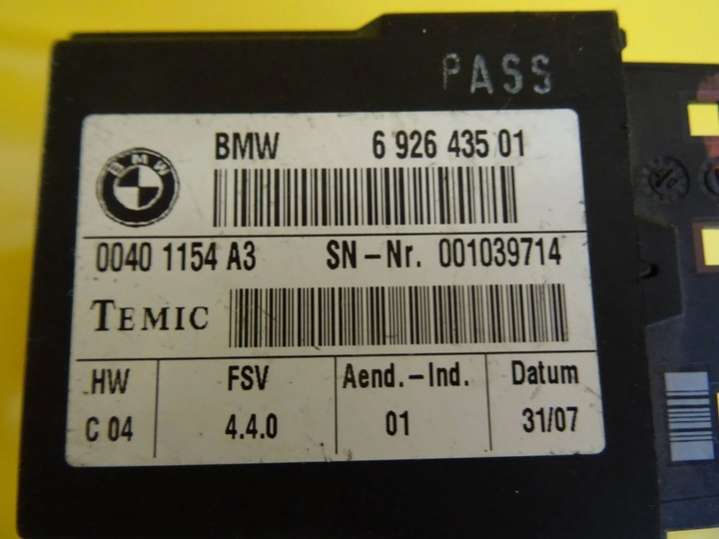 PASS
BMW 6 926 435 01
BMW
0040 1154 A3 SN-Nr. 001039714
TEMIC
HW FSV Aend.-Ind. Datum
C 04 4.4.0 01 31/07